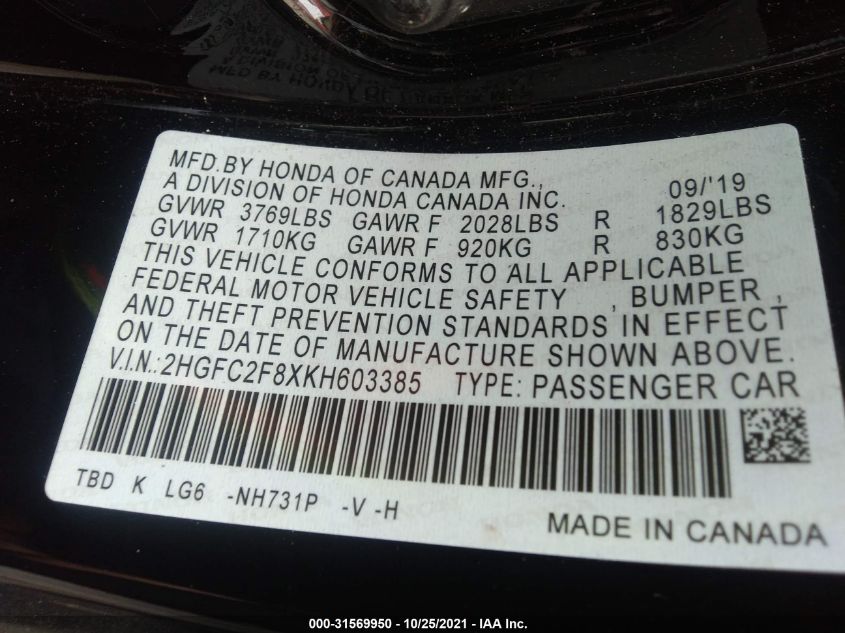 MFD.BY HONDA OF CANADA MFG.,
A DIVISION OF HONDA CANADA INC. 09/'19
GVWR 3769LBS GAWR F 2028LBS R 1829LBS
GVWR 1710KG GAWR F 920KG R 830KG
THIS VEHICLE CONFORMS TO ALL APPLICABLE
FEDERAL MOTOR VEHICLE SAFETY , BUMPER ,
AND THEFT PREVENTION STANDARDS IN EFFECT
ON THE DATE OF MANUFACTURE SHOWN ABOVE.
V.I.N.:2HGFC2F8XKH603385 TYPE: PASSENGER CAR
TBD K LG6 -NH731P -V -H
MADE IN CANADA
000-31569950 - 10/25/2021 - IAA Inc.